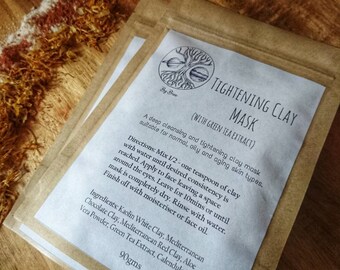 TIGHTENING CLAY
MASK
(WITH GREEN TEA EXTRACT)
A deep cleansing and tightening clay mask
suitable for normal, oily and aging skin types.
Directions: Mix 1/2 - one teaspoon of clay
with water until desired consistency is
reached. Apply to face leaving a space
around the eyes. Leave for 10mins or until
mask is completely dry. Rinse with water.
Finish off with moisteriser or face oil.
Ingredients: Kaolin White Clay, Mediterranean
Chocolate Clay, Mediterranean Red Clay, Aloe
Vera Powder, Green Tea Extract, Calendula
90gms